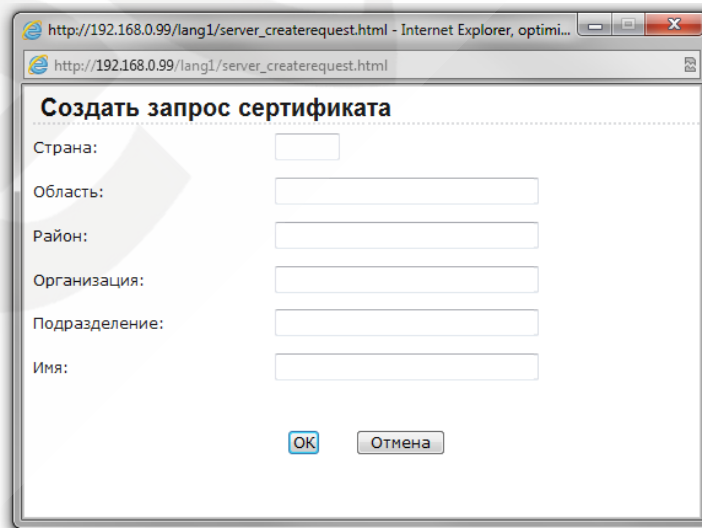 http://192.168.0.99/lang1/server_createrequest.html - Internet Explorer, optimi...
http://192.168.0.99/lang1/server_createrequest.html
Создать запрос сертификата
Страна:
Область:
Район:
Организация:
Подразделение:
Имя:
OK Отмена